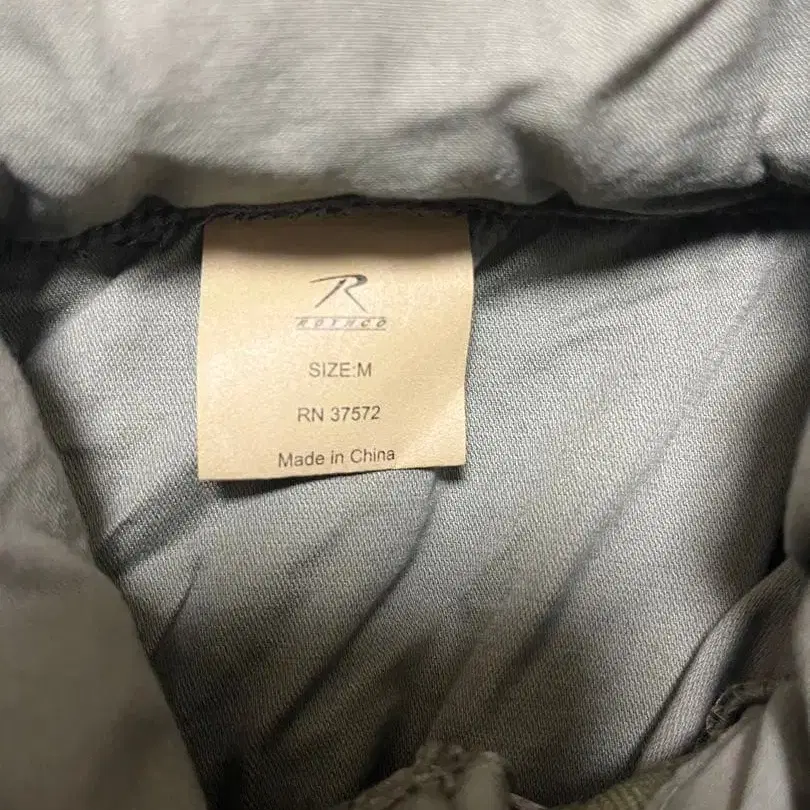 R
ROTHCO
SIZE:M
RN 37572
Made in China